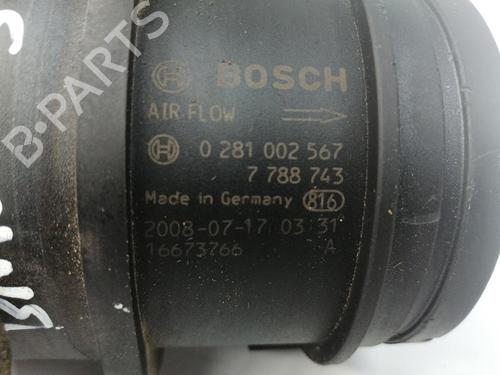 BOSCH
AIR FLOW
0 281 002 567
7 788 743
Made in Germany 816
2008-07-17 03:31
16673766 A
B-PARTS